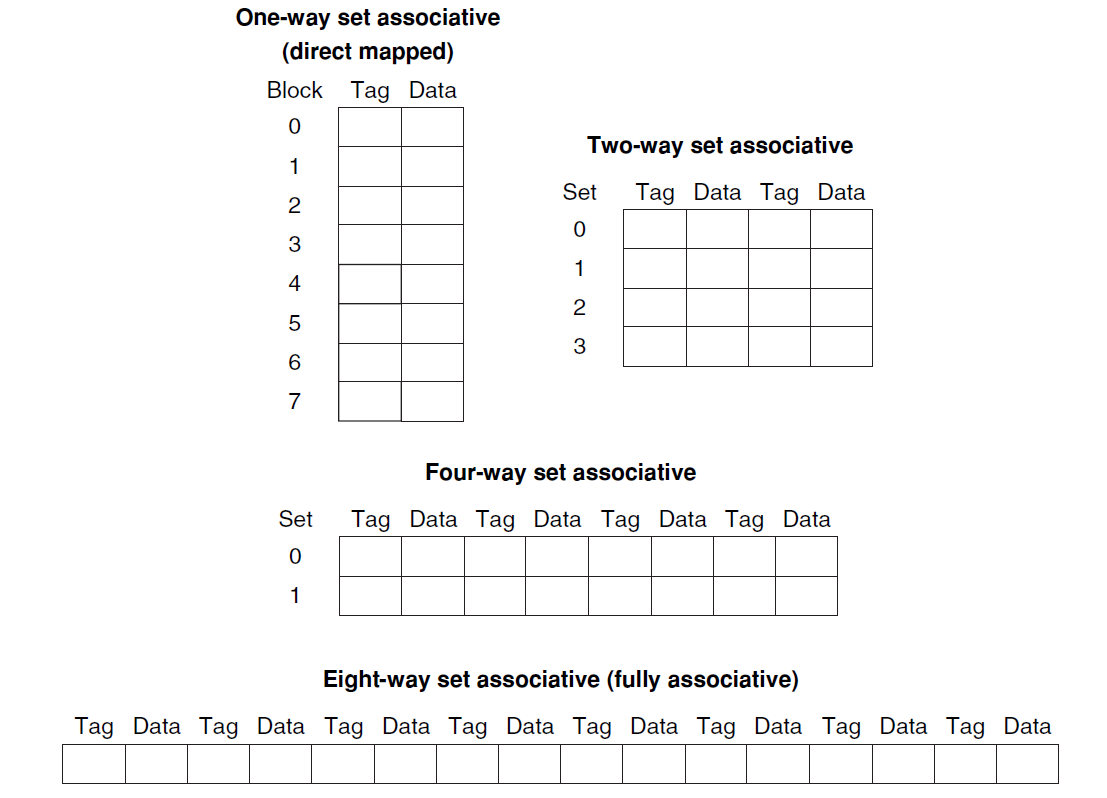 One-way set associative
(direct mapped)
Block Tag Data
0
1
2
3
4
5
6
7
Two-way set associative
Set Tag Data Tag Data
0
1
2
3
Four-way set associative
Set Tag Data Tag Data Tag Data Tag Data
0
1
Eight-way set associative (fully associative)
Tag Data Tag Data Tag Data Tag Data Tag Data Tag Data Tag Data Tag Data